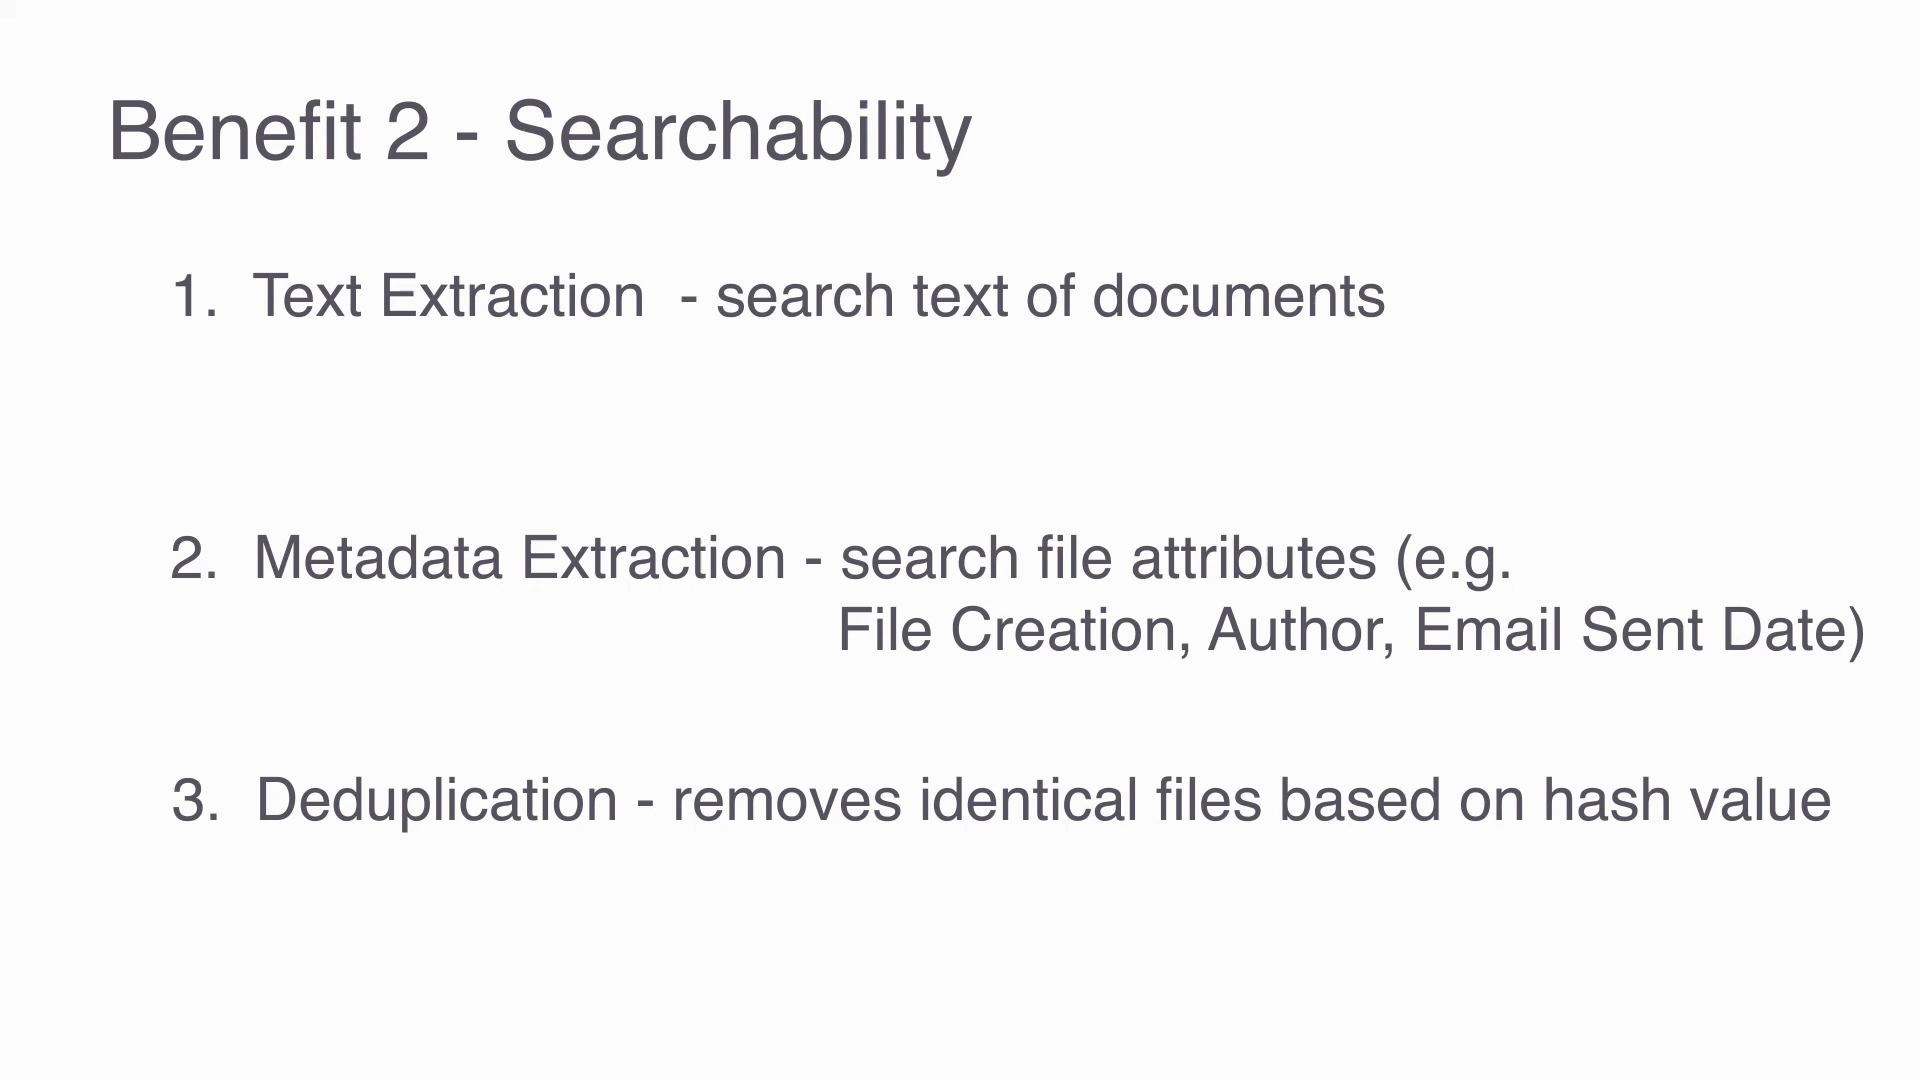 Benefit 2 - Searchability
1. Text Extraction - search text of documents
2. Metadata Extraction - search file attributes (e.g.
File Creation, Author, Email Sent Date)
3. Deduplication - removes identical files based on hash value